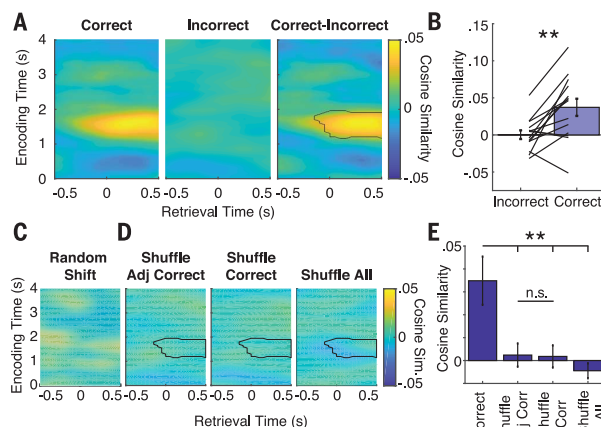 A
Correct
Incorrect
Correct-Incorrect
Encoding Time (s)
4
3
2
1
0
-0.5 0 0.5
-0.5 0 0.5
-0.5 0 0.5
Retrieval Time (s)
.05
-.05
Cosine Similarity
B
**
Cosine Similarity
.1
.05
0
-.05
Incorrect Correct
C
Random
Shift
D
Shuffle
Adj Correct
Shuffle
Correct
Shuffle All
Encoding Time (s)
4
3
2
1
0
-0.5 0 0.5
-0.5 0 0.5
-0.5 0 0.5
-0.5 0 0.5
Retrieval Time (s)
.05
-.05
Cosine Sim.
E
**
n.s.
Cosine Similarity
.05
0